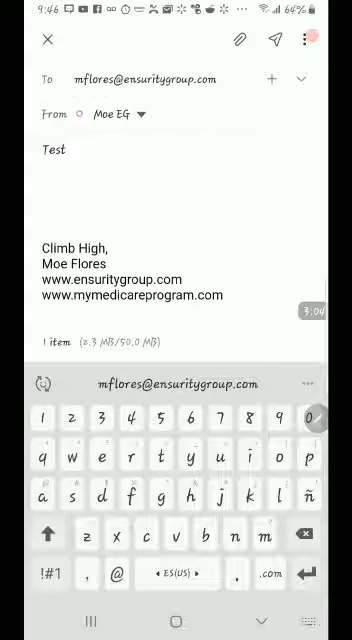 9:46 64%
To mflores@ensuritygroup.com
From Moe EG
Test
Climb High,
Moe Flores
www.ensuritygroup.com
www.mymedicareprogram.com
3:04
1 item (2.3 MB/50.0 MB)
mflores@ensuritygroup.com
1 2 3 4 5 6 7 8 9 0
q w e r t y u i o p
a s d f g h j k l ñ
z x c v b n m
!#1 , @ ES(US) . .com